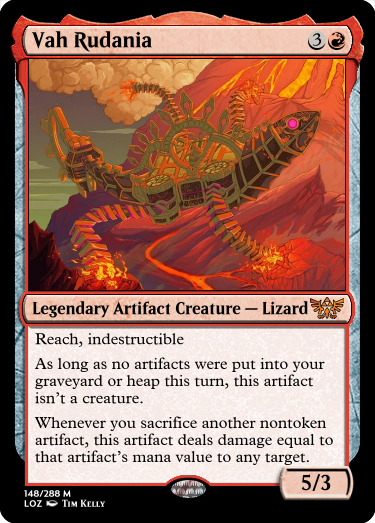 Vah Rudania
3
Legendary Artifact Creature — Lizard
Reach, indestructible
As long as no artifacts were put into your
graveyard or heap this turn, this artifact
isn't a creature.
Whenever you sacrifice another nontoken
artifact, this artifact deals damage equal to
that artifact's mana value to any target.
5/3
148/288 M
LOZ TIM KELLY